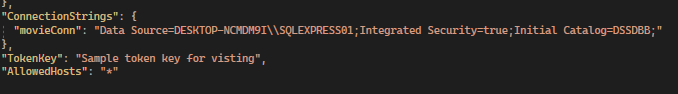 },
"ConnectionStrings": {
"movieConn": "Data Source=DESKTOP-NCMDM9I\\SQLEXPRESS01;Integrated Security=true;Initial Catalog=DSSDBB;"
},
"TokenKey": "Sample token key for visting",
"AllowedHosts": "*"